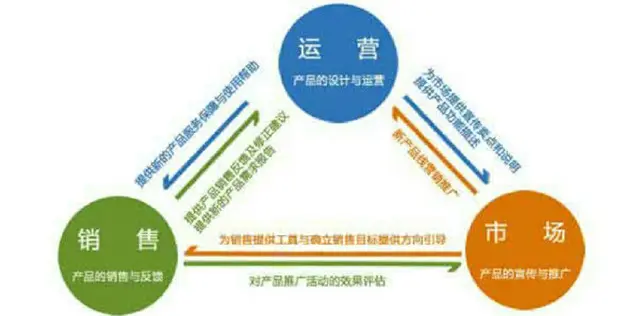 运 营
产品的设计与运营
提供新的产品服务保障与使用帮助
提供产品销售反馈及修正建议
提供新的产品需求报告
为市场提供宣传卖点和说明
提供产品功能描述
新产品线营销推广
销 售
产品的销售与反馈
为销售提供工具与确立销售目标提供方向引导
对产品推广活动的效果评估
市 场
产品的宣传与推广